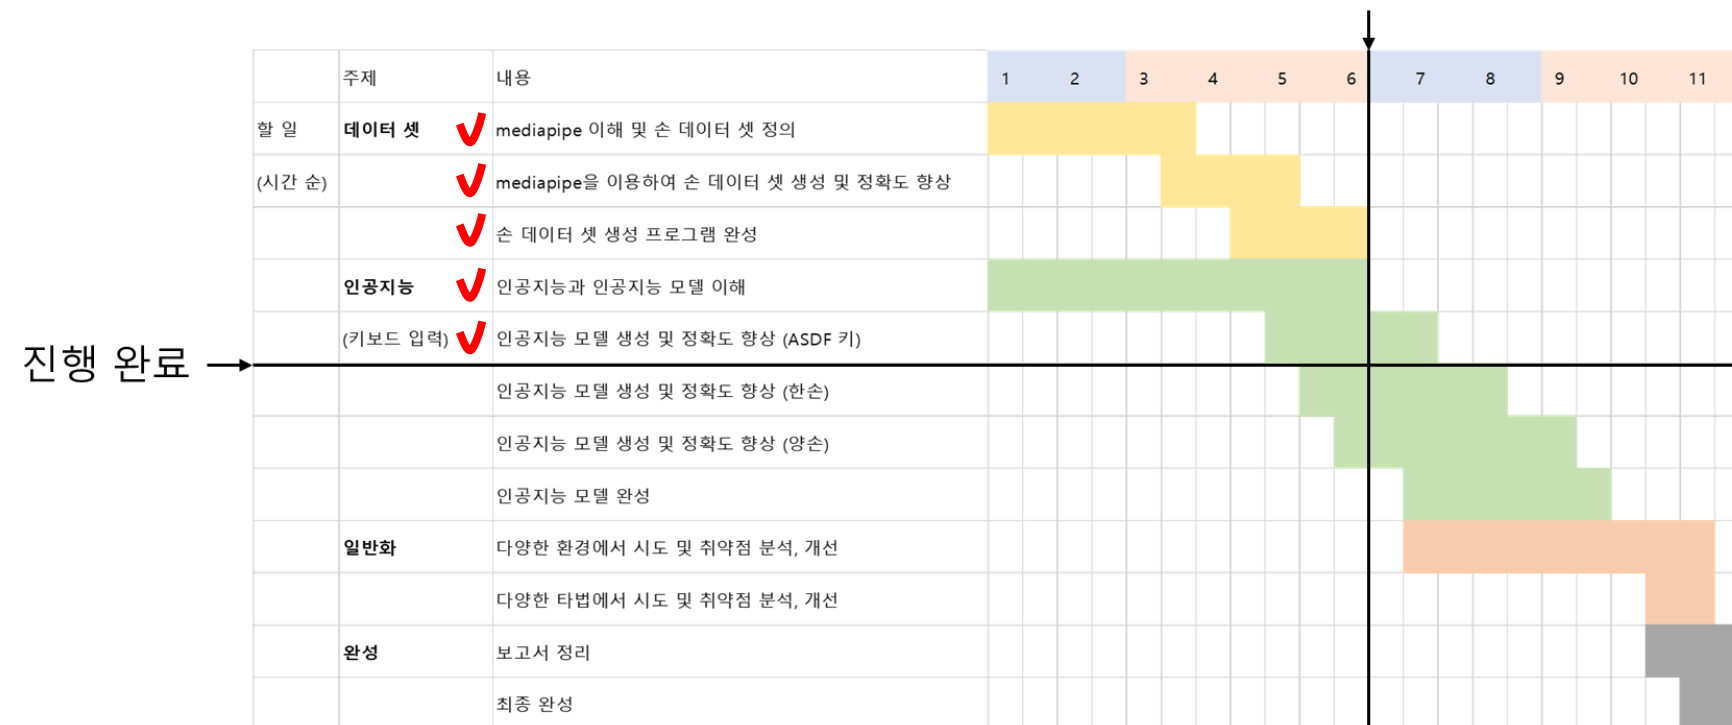 주제 내용 1 2 3 4 5 6 7 8 9 10 11
할 일 데이터 셋 mediapipe 이해 및 손 데이터 셋 정의
(시간 순) mediapipe을 이용하여 손 데이터 셋 생성 및 정확도 향상
손 데이터 셋 생성 프로그램 완성
인공지능 인공지능과 인공지능 모델 이해
(키보드 입력) 인공지능 모델 생성 및 정확도 향상 (ASDF 키)
진행 완료
인공지능 모델 생성 및 정확도 향상 (한손)
인공지능 모델 생성 및 정확도 향상 (양손)
인공지능 모델 완성
일반화 다양한 환경에서 시도 및 취약점 분석, 개선
다양한 타법에서 시도 및 취약점 분석, 개선
완성 보고서 정리
최종 완성